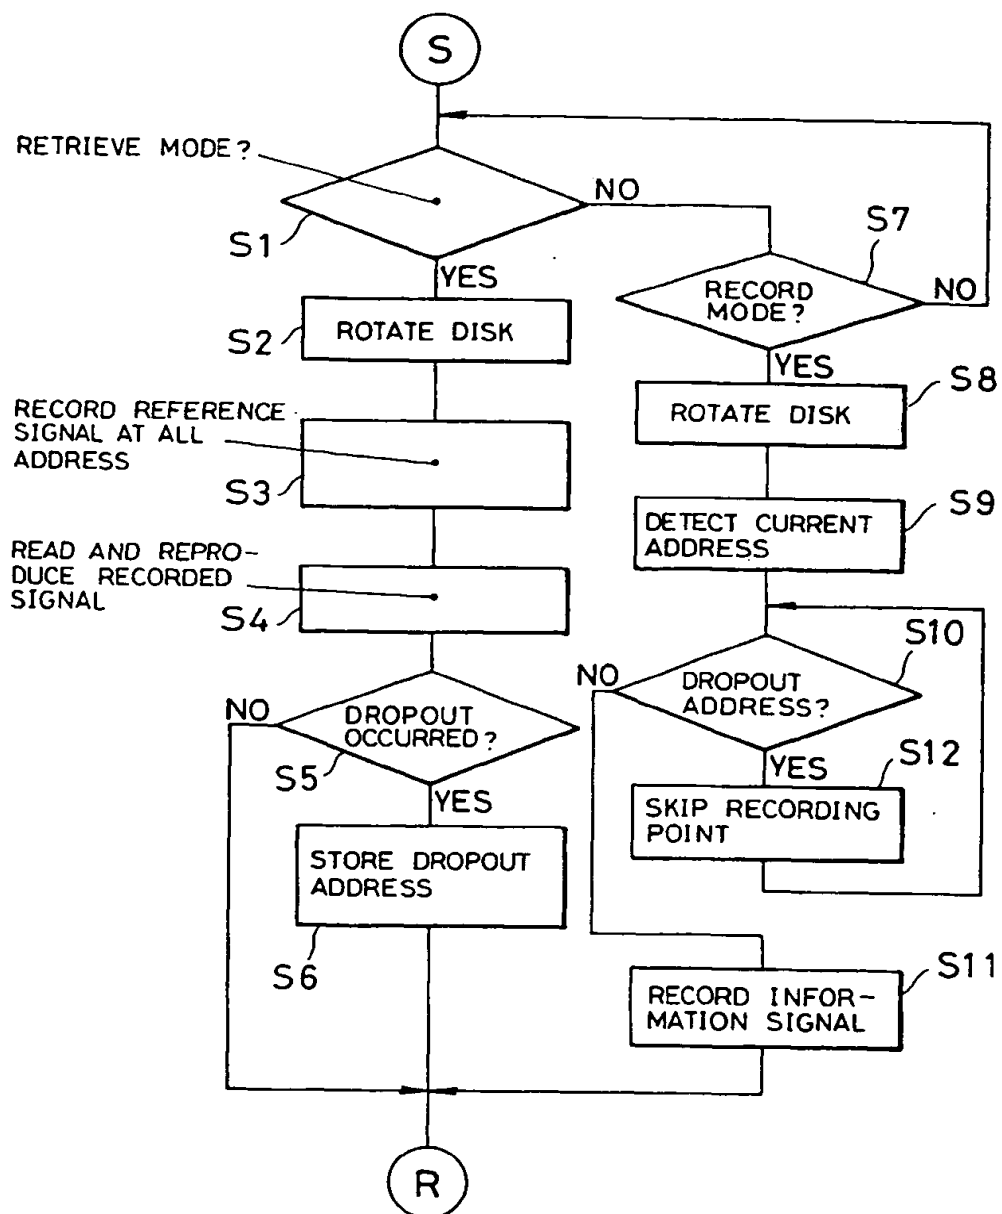 S
RETRIEVE MODE?
NO
S1
YES
S7
RECORD
MODE?
NO
YES
S2
ROTATE DISK
S8
ROTATE DISK
RECORD REFERENCE
SIGNAL AT ALL
ADDRESS
S3
S9
DETECT CURRENT
ADDRESS
READ AND REPRO-
DUCE RECORDED
SIGNAL
S4
S10
NO
DROPOUT
ADDRESS?
YES
NO
DROPOUT
OCCURRED?
S5
YES
S12
SKIP RECORDING
POINT
STORE DROPOUT
ADDRESS
S6
S11
RECORD INFOR-
MATION SIGNAL
R